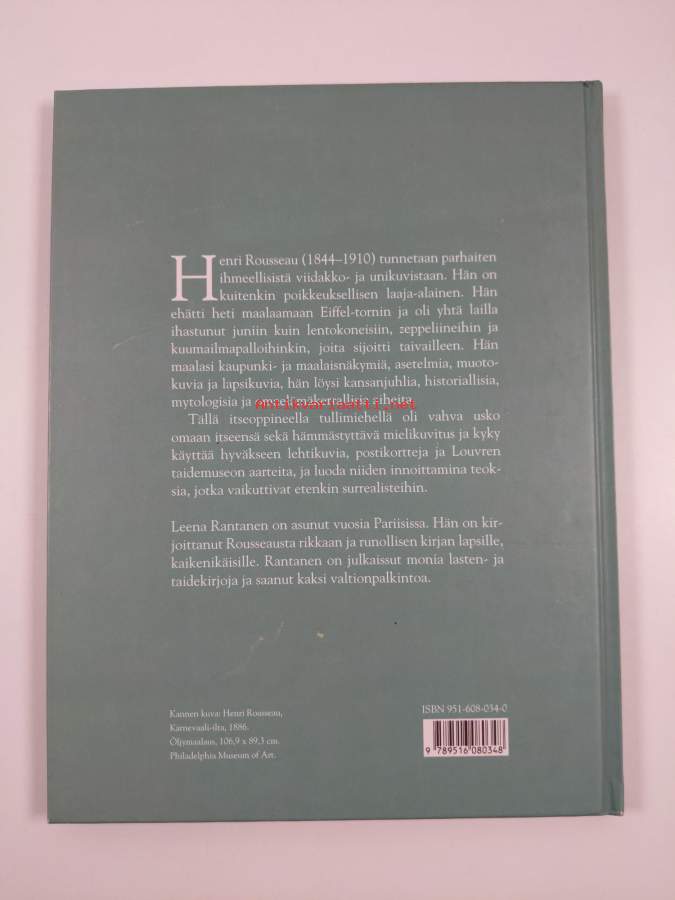 Henri Rousseau (1844–1910) tunnetaan parhaiten
ihmeellisistä viidakko- ja unikuvistaan. Hän on
kuitenkin poikkeuksellisen laaja-alainen. Hän
ehätti heti maalaamaan Eiffel-tornin ja oli yhtä lailla
ihastunut juniin kuin lentokoneisiin, zeppeliineihin ja
kuumailmapalloihinkin, joita sijoitti taivailleen. Hän
maalasi kaupunki- ja maalaisnäkymiä, asetelmia, muoto-
kuvia ja lapsikuvia, hän löysi kansanjuhlia, historiallisia,
mytologisia ja omaelämäkerrallisia aiheita.
Antikvariaatti.net
Tällä itseoppineella tullimiehellä oli vahva usko
omaan itseensä sekä hämmästyttävä mielikuvitus ja kyky
käyttää hyväkseen lehtikuvia, postikortteja ja Louvren
taidemuseon aarteita, ja luoda niiden innoittamina teok-
sia, jotka vaikuttivat etenkin surrealisteihin.
Leena Rantanen on asunut vuosia Pariisissa. Hän on kir-
joittanut Rousseausta rikkaan ja runollisen kirjan lapsille,
kaikenikäisille. Rantanen on julkaissut monia lasten- ja
taidekirjoja ja saanut kaksi valtionpalkintoa.
Kannen kuva: Henri Rousseau,
Karnevaali-ilta, 1886.
Öljymaalaus, 106,9 x 89,3 cm.
Philadelphia Museum of Art.
ISBN 951-608-034-0
9 789516 080348